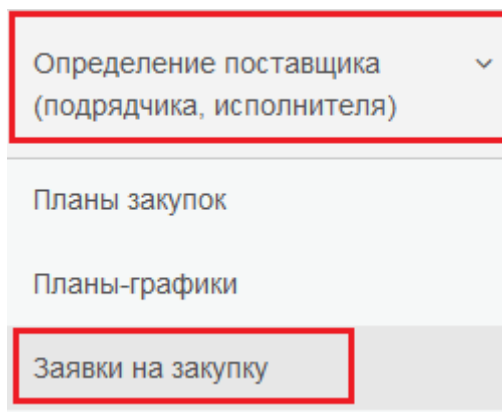 Определение поставщика
(подрядчика, исполнителя)
Планы закупок
Планы-графики
Заявки на закупку